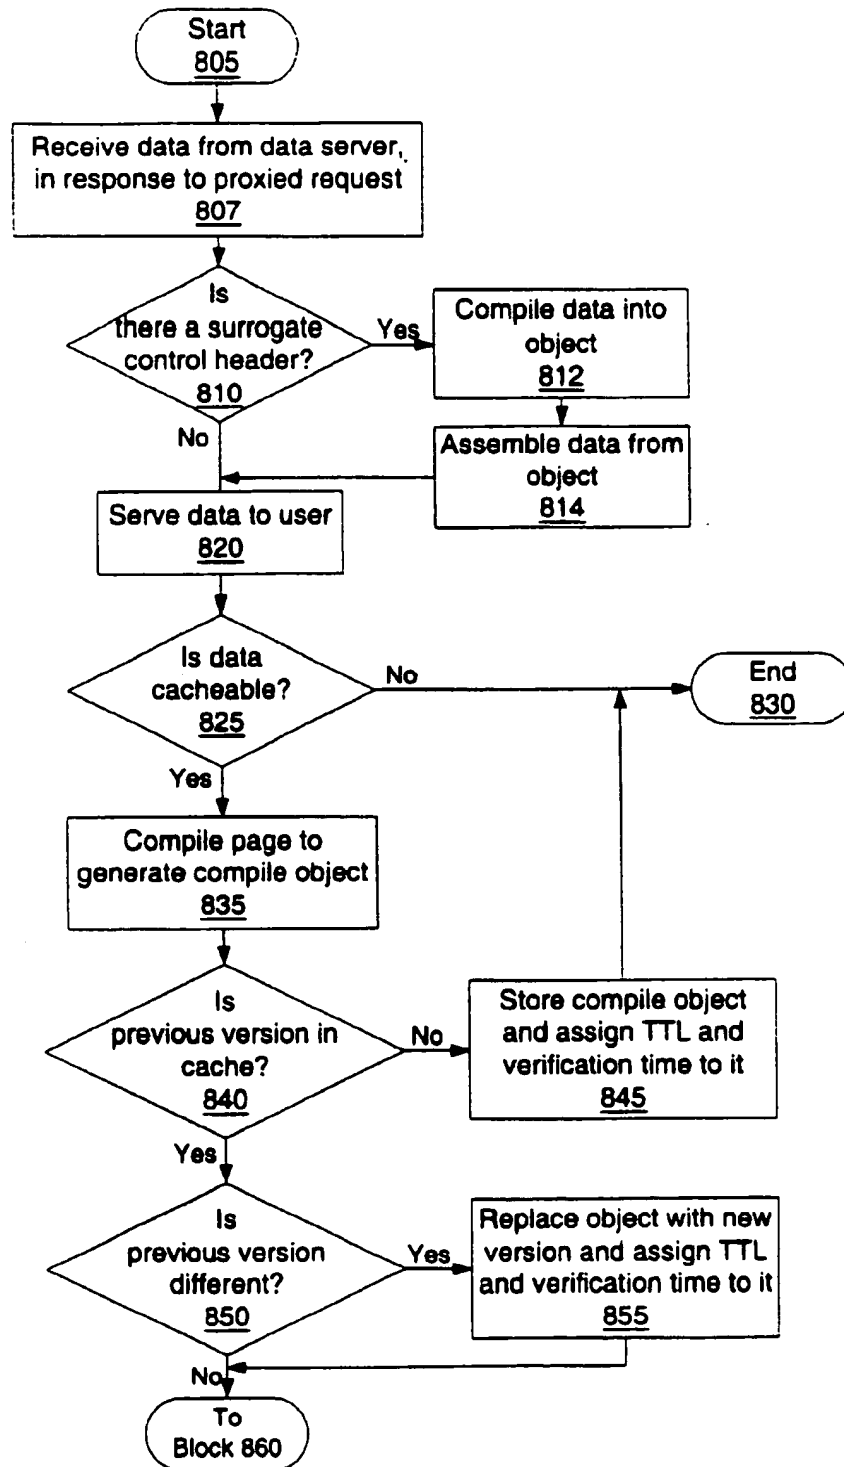 Start
805
Receive data from data server,
in response to proxied request
807
Is
there a surrogate
control header?
810
Yes
Compile data into
object
812
No
Assemble data from
object
814
Serve data to user
820
Is data
cacheable?
825
No
End
830
Yes
Compile page to
generate compile object
835
Is
previous version in
cache?
840
No
Store compile object
and assign TTL and
verification time to it
845
Yes
Is
previous version
different?
850
Yes
Replace object with new
version and assign TTL
and verification time to it
855
No
To
Block 860